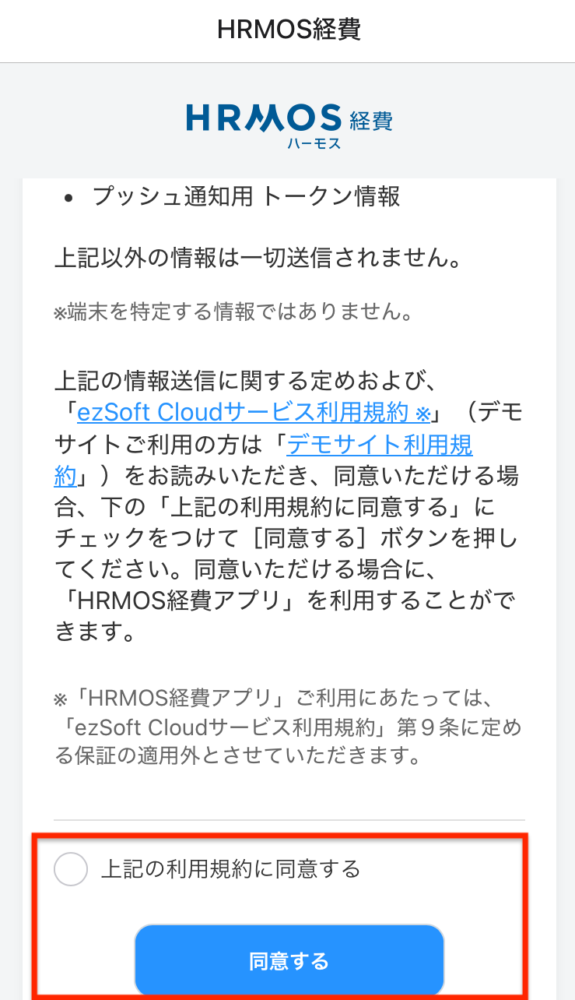 HRMOS経費
HRMOS 経費
ハーモス
• プッシュ通知用 トークン情報
上記以外の情報は一切送信されません。
※端末を特定する情報ではありません。
上記の情報送信に関する定めおよび、
「ezSoft Cloudサービス利用規約 ※」（デモ
サイトご利用の方は「デモサイト利用規
約」）をお読みいただき、同意いただける場
合、下の「上記の利用規約に同意する」に
チェックをつけて［同意する］ボタンを押し
てください。同意いただける場合に、
「HRMOS経費アプリ」を利用することがで
きます。
※「HRMOS経費アプリ」ご利用にあたっては、
「ezSoft Cloudサービス利用規約」第９条に定め
る保証の適用外とさせていただきます。
上記の利用規約に同意する
同意する